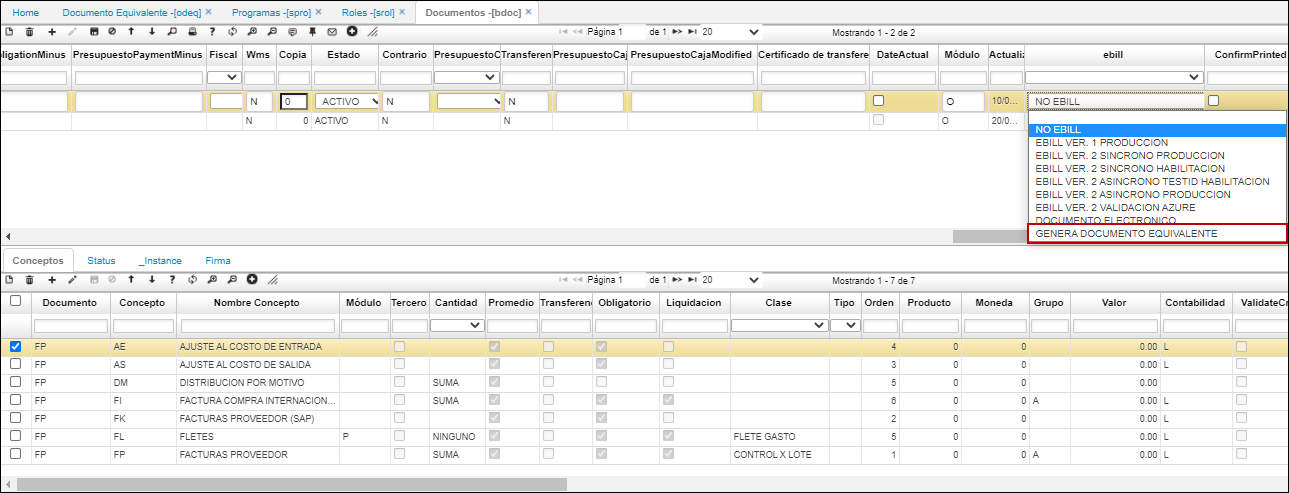 Home Documento Equivalente -[odeq] × Programas -[spro] × Roles -[srol] × Documentos -[bdoc] ×
Página 1 de 1 20 Mostrando 1 - 2 de 2
oligationMinus PresupuestoPaymentMinus Fiscal Wms Copia Estado Contrario PresupuestoC Transferen PresupuestoCaj PresupuestoCajaModified Certificado de transfere DateActual Módulo Actualiz ebill ConfirmPrinted
N 0 ACTIVO N N O 10/0... NO EBILL
N 0 ACTIVO N N O 20/0...
NO EBILL
EBILL VER. 1 PRODUCCION
EBILL VER. 2 SINCRONO PRODUCCION
EBILL VER. 2 SINCRONO HABILITACION
EBILL VER. 2 ASINCRONO TESTID HABILITACION
EBILL VER. 2 ASINCRONO PRODUCCION
EBILL VER. 2 VALIDACION AZURE
DOCUMENTO ELECTRONICO
GENERA DOCUMENTO EQUIVALENTE
Conceptos Status _Instance Firma
Página 1 de 1 20 Mostrando 1 - 7 de 7
Documento Concepto Nombre Concepto Módulo Tercero Cantidad Promedio Transferenc Obligatorio Liquidacion Clase Tipo Orden Producto Moneda Grupo Valor Contabilidad ValidateCr
FP AE AJUSTE AL COSTO DE ENTRADA 4 0 0 0.00 L
FP AS AJUSTE AL COSTO DE SALIDA 3 0 0 0.00 L
FP DM DISTRIBUCION POR MOTIVO SUMA 5 0 0 0.00
FP FI FACTURA COMPRA INTERNACION... SUMA 6 0 0 A 0.00 L
FP FK FACTURAS PROVEEDOR (SAP) 2 0 0 0.00
FP FL FLETES P NINGUNO FLETE GASTO 5 0 0 0.00 L
FP FP FACTURAS PROVEEDOR SUMA CONTROL X LOTE 1 0 0 A 0.00 L